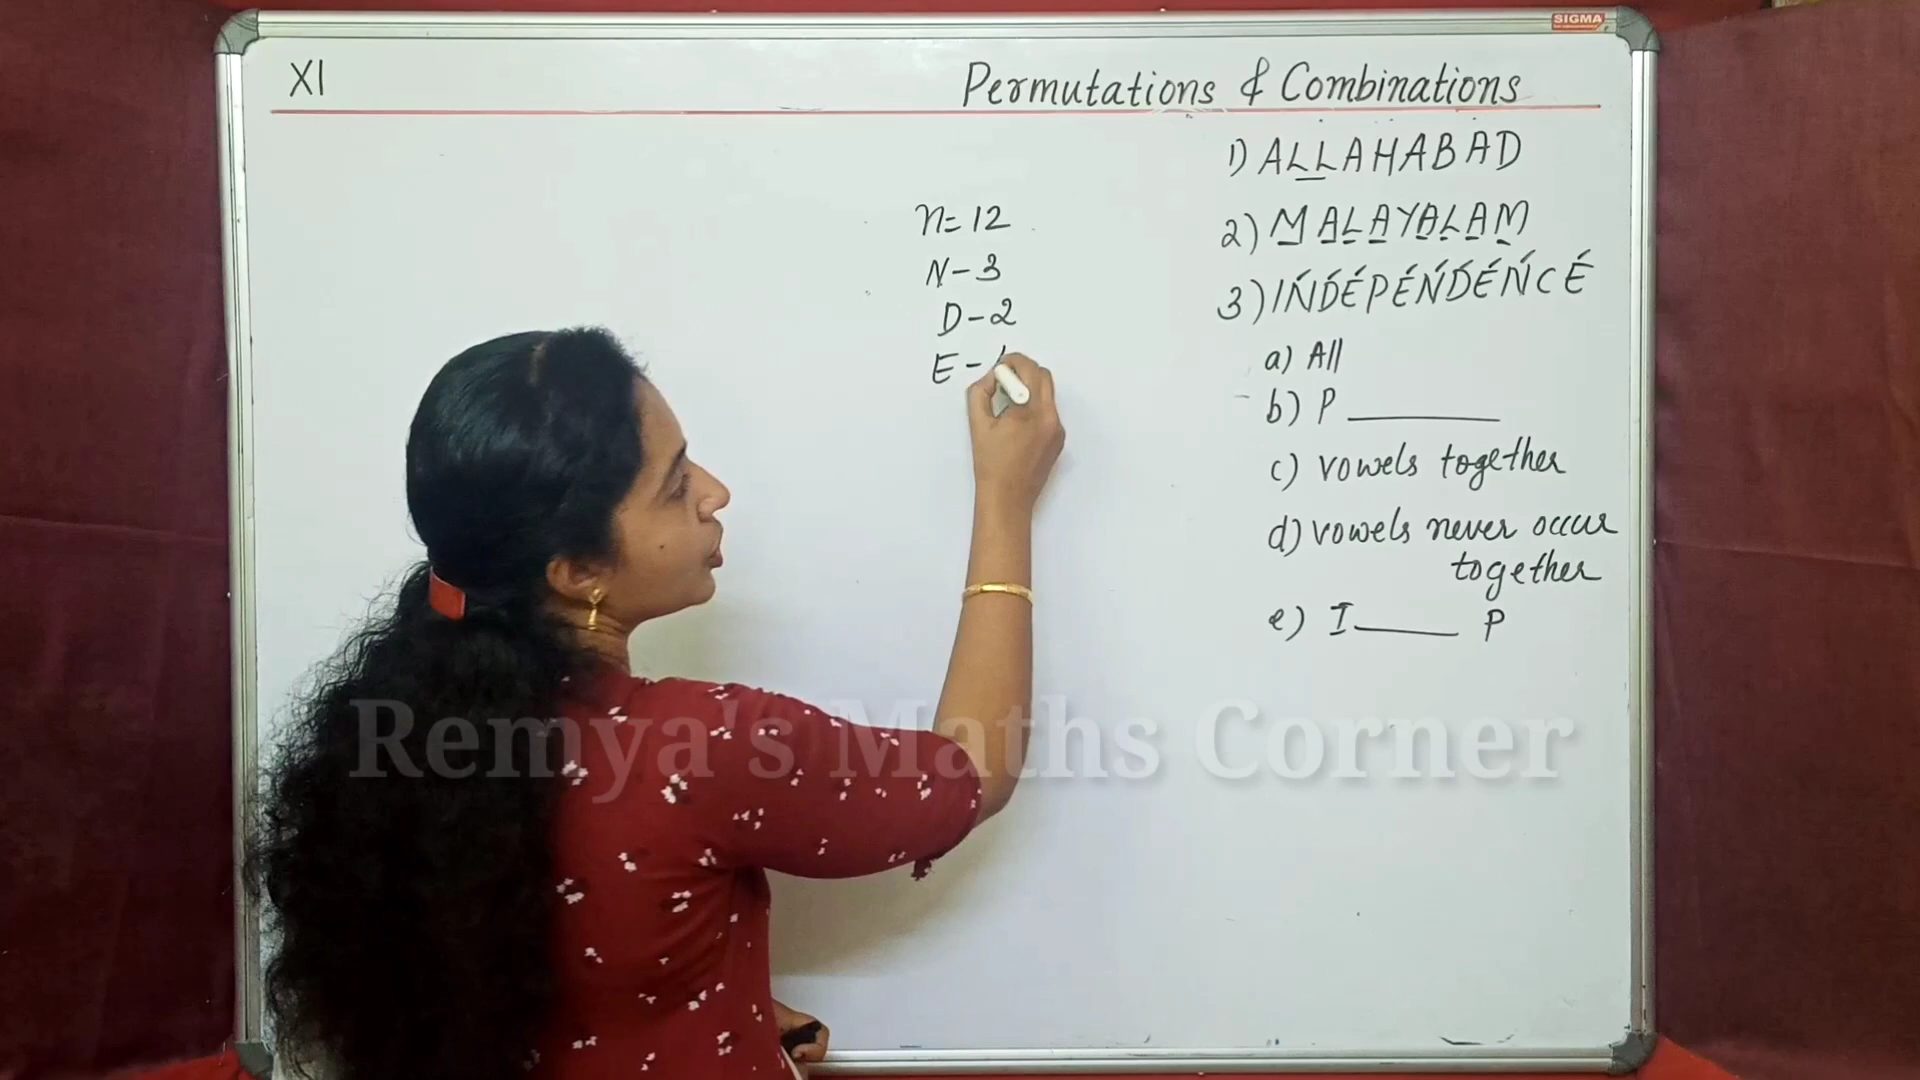 SIGMA
XI
Permutations & Combinations
1) ALLAHABAD
2) MALAYALAM
3) INDEPENDENCE
a) All
b) P
c) vowels together
d) vowels never occur
together
e) I P
n=12
N-3
D-2
E-
Remya's Maths Corner